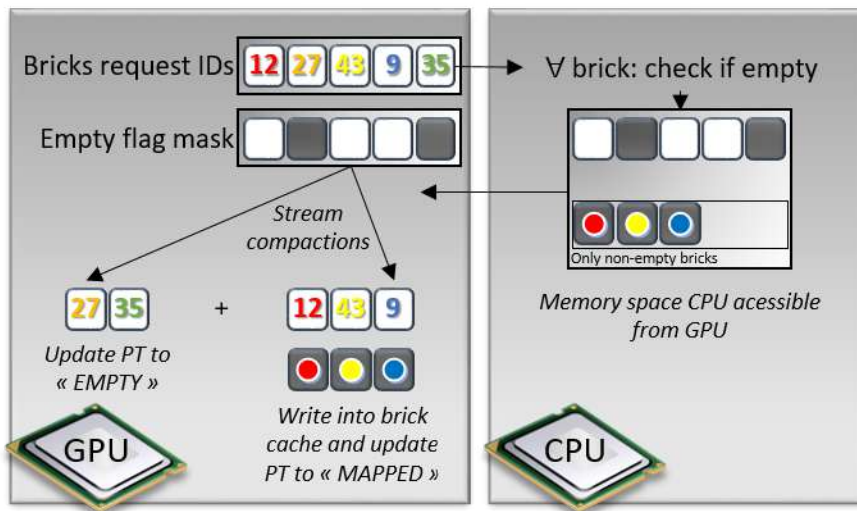 Bricks request IDs 12 27 43 9 35
∀ brick: check if empty
Empty flag mask
Stream
compactions
Only non-empty bricks
27 35 + 12 43 9
Memory space CPU acessible
from GPU
Update PT to
« EMPTY »
Write into brick
cache and update
PT to « MAPPED »
GPU
CPU